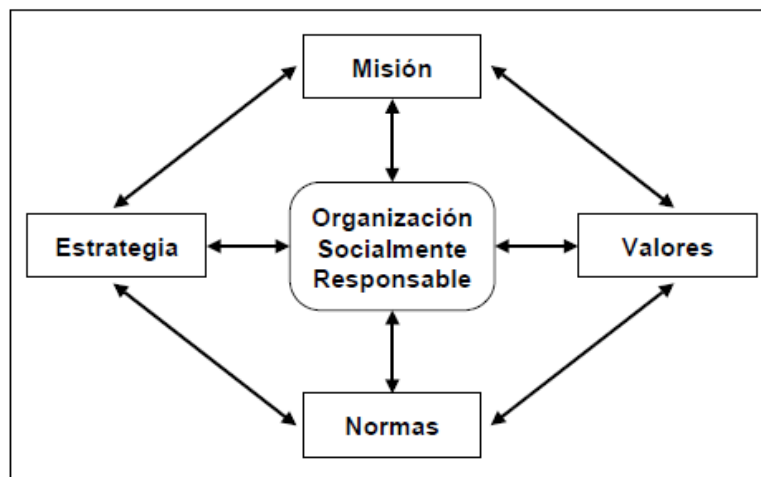 Misión
Estrategia
Organización
Socialmente
Responsable
Valores
Normas